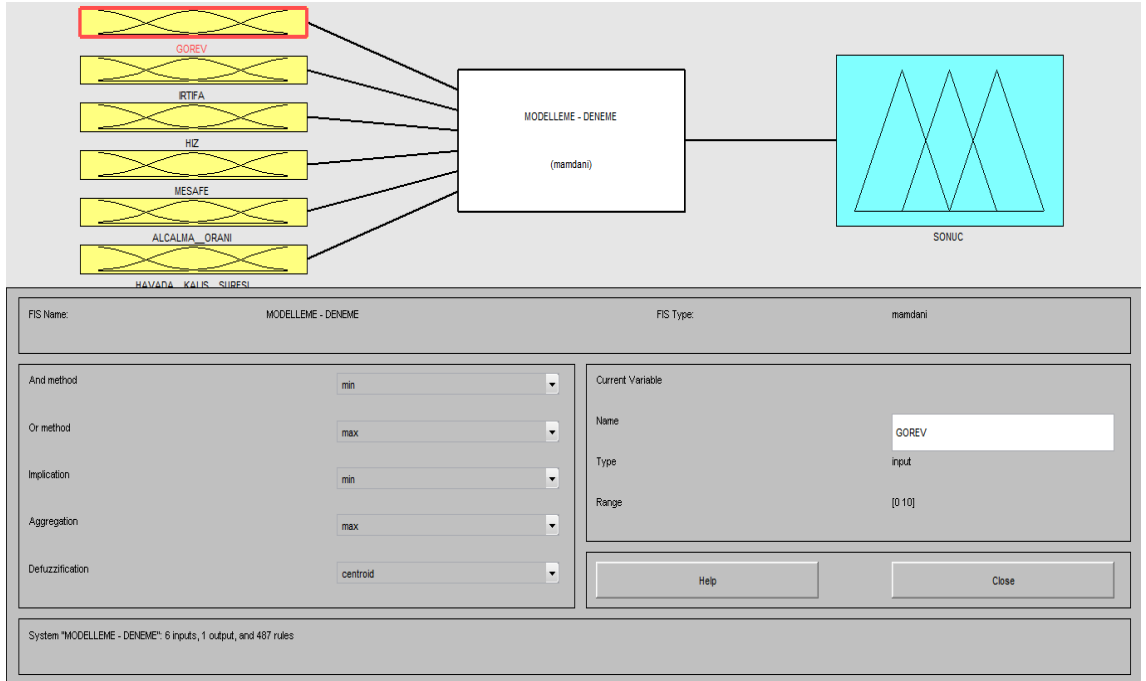 GOREV
IRTIFA
HIZ
MESAFE
ALCALMA__ORANI
HAVADA__KALIS__SURESI
MODELLEME - DENEME
(mamdani)
SONUC
FIS Name: MODELLEME - DENEME FIS Type: mamdani
And method min
Or method max
Implication min
Aggregation max
Defuzzification centroid
Current Variable
Name GOREV
Type input
Range [0 10]
Help Close
System "MODELLEME - DENEME": 6 inputs, 1 output, and 487 rules